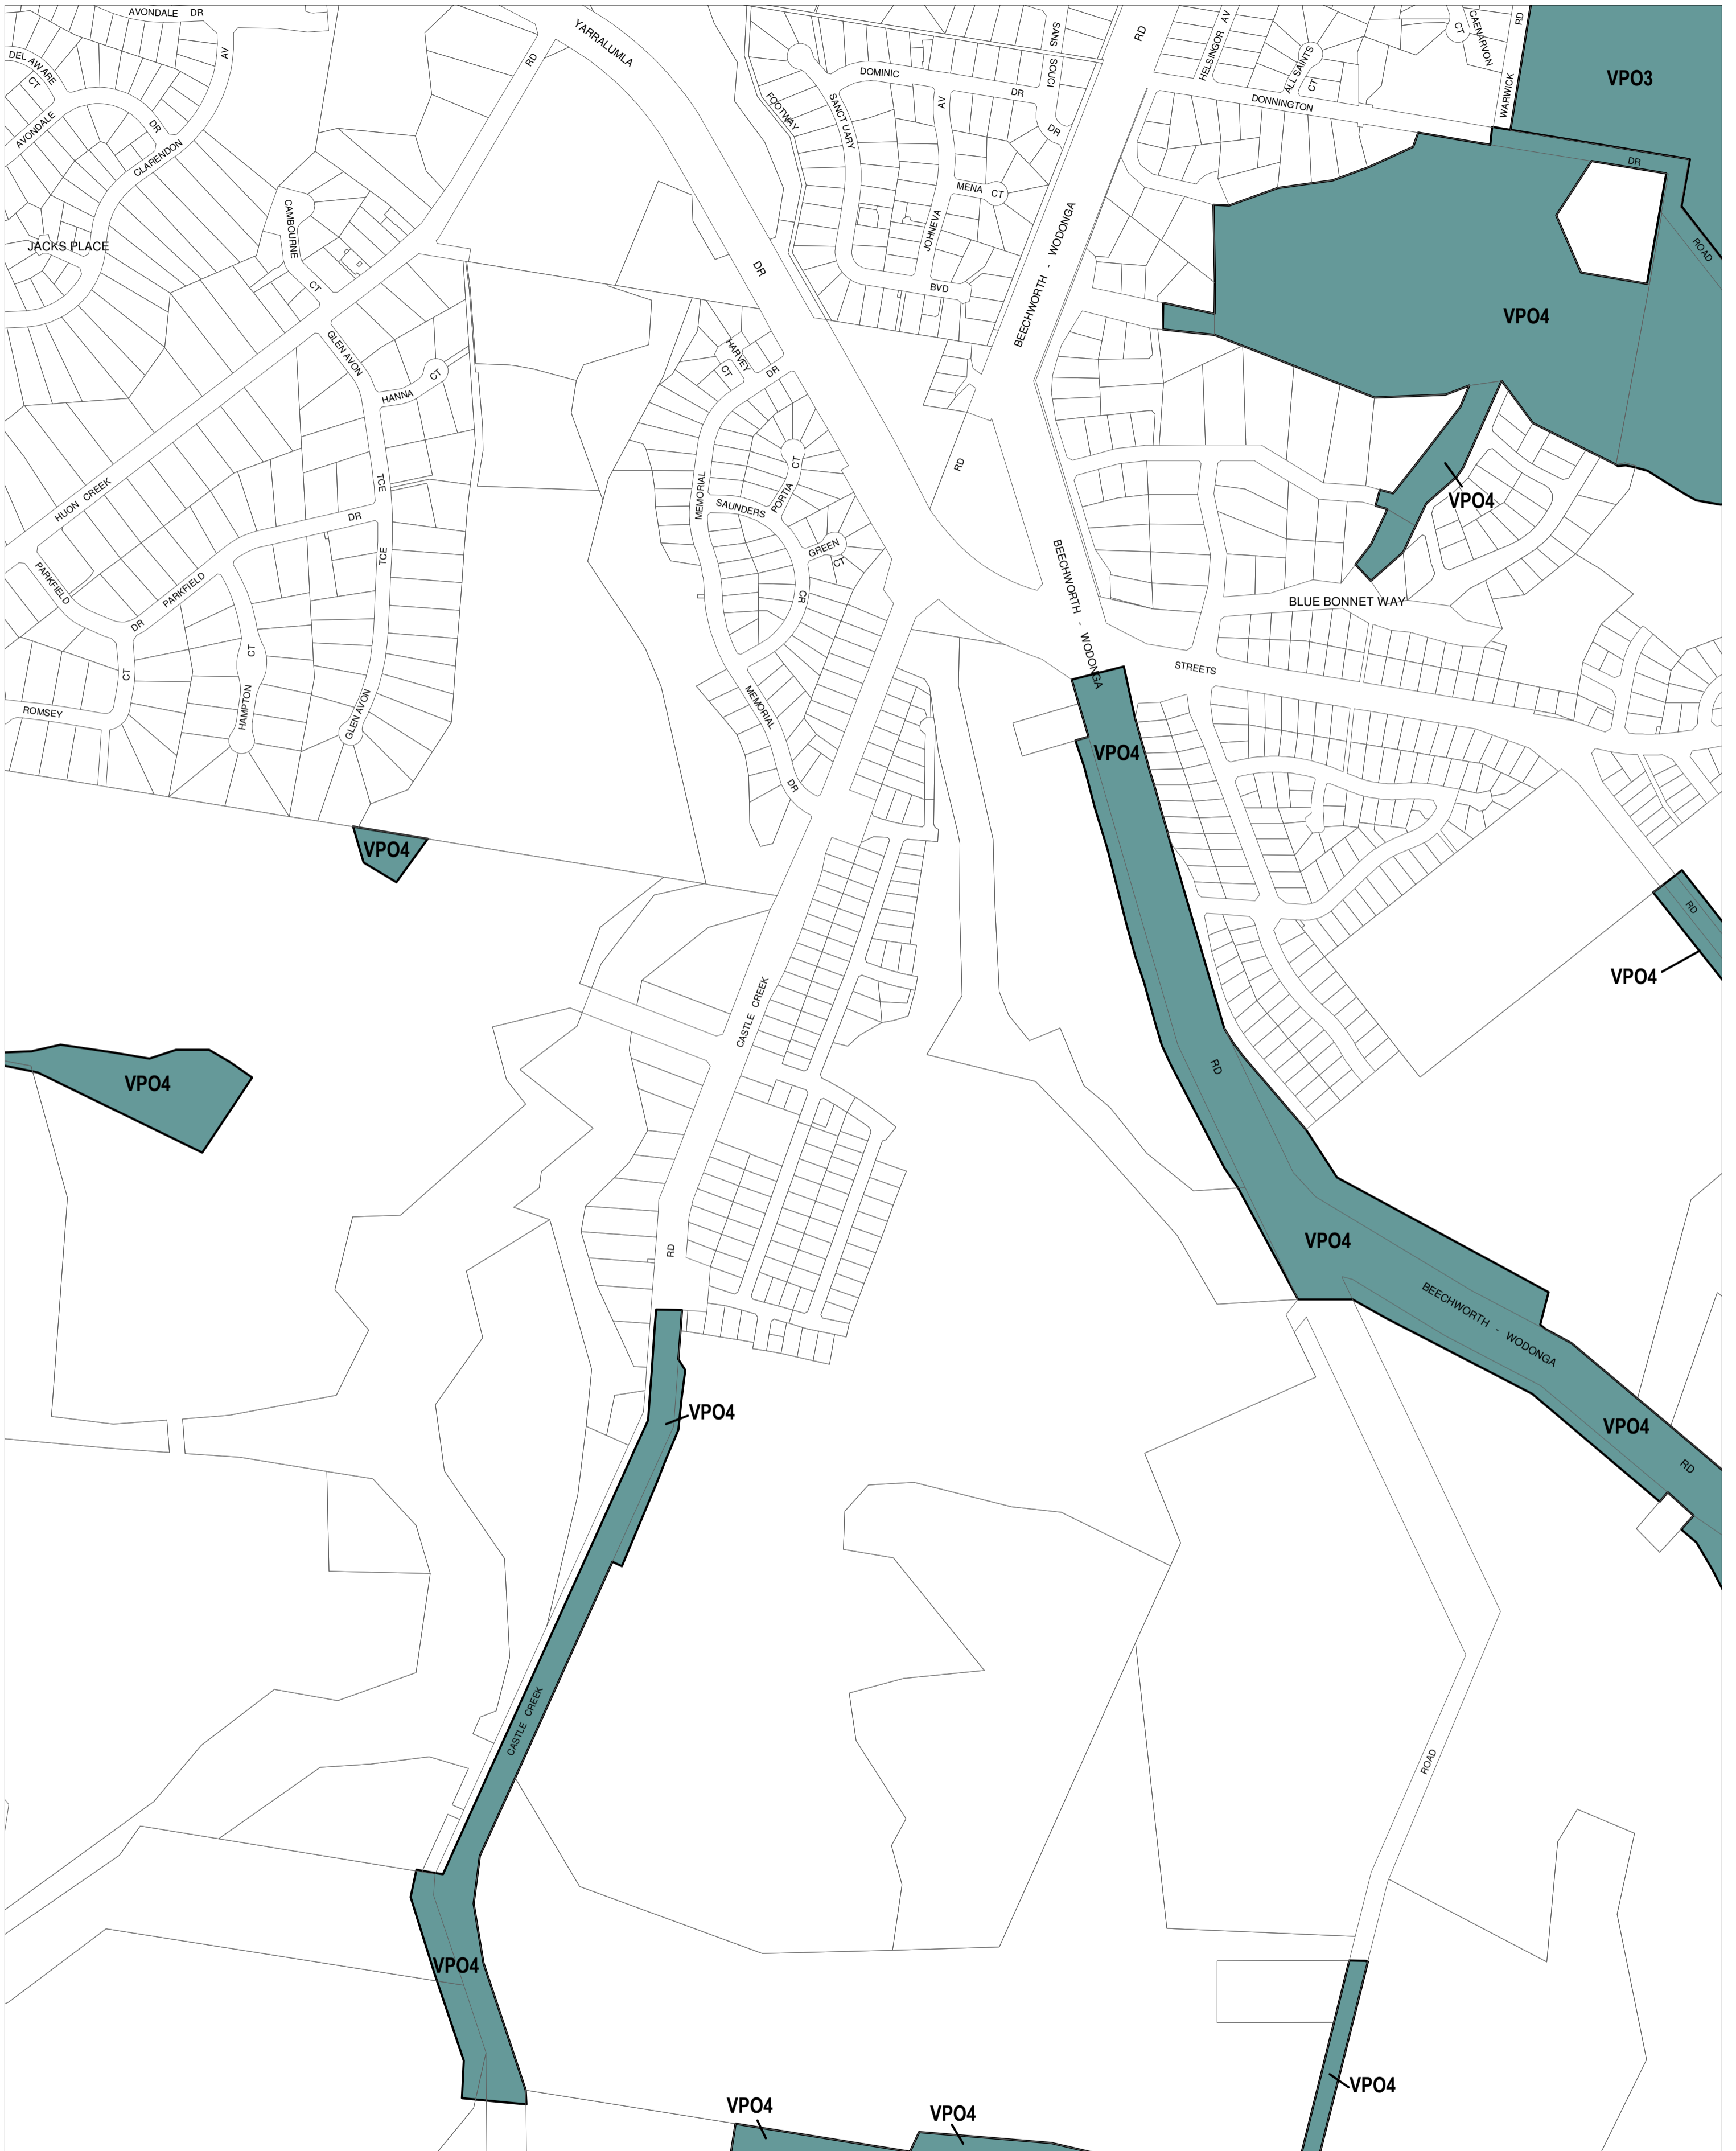 AVONDALE DR
YARRALUMLA
AV
RD
DEL AWARE
CT
AVONDALE
DR
CLARENDON
JACKS PLACE
CAMBOURNE
CT
FOOTWAY
SANCT UARY
DOMINIC
DR
AV
SANS SOUCI
DR
MENA CT
JOHNEVA
BVD
RD
HELSINGOR AV
ALL SAINTS
CT
CAENARVON
CT
WARWICK
RD
DONNINGTON
DR
VPO3
ROAD
VPO4
BEECHWORTH - WODONGA
RD
DR
GLEN AVON
HANNA
CT
HARVEY
CT
DR
HUON CREEK
TCE
DR
TCE
PARKFIELD
PARKFIELD
DR
CT
ROMSEY
CT
HAMPTON
GLEN AVON
MEMORIAL
SAUNDERS
PORTIA
CT
GREEN
CT
CR
MEMORIAL
DR
VPO4
BLUE BONNET WAY
BEECHWORTH - WODONGA
STREETS
VPO4
VPO4
RD
VPO4
VPO4
CASTLE CREEK
RD
RD
VPO4
BEECHWORTH - WODONGA
VPO4
RD
VPO4
CASTLE CREEK
ROAD
VPO4
VPO4
VPO4
VPO4